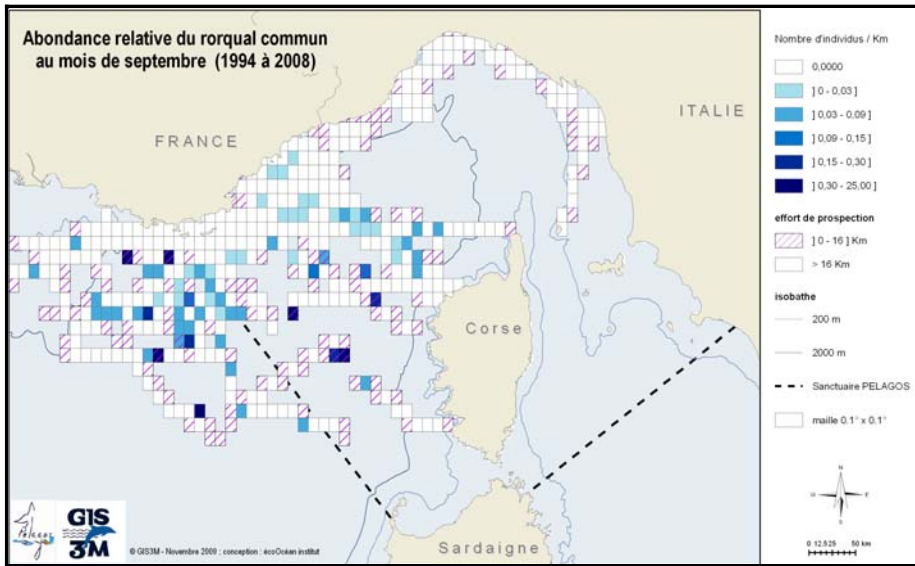 Abondance relative du rorqual commun
au mois de septembre (1994 à 2008)
FRANCE
ITALIE
Corse
Sardaigne
Nombre d'individus / Km
0,0000
] 0 - 0,03 ]
] 0,03 - 0,09 ]
] 0,09 - 0,15 ]
] 0,15 - 0,30 ]
] 0,30 - 25,00 ]
effort de prospection
] 0 - 16 ] Km
> 16 Km
isobathe
200 m
2000 m
Sanctuaire PELAGOS
maille 0.1° x 0.1°
N
E
S
50 km
Pelagos
GIS
3M
© GIS3M - Novembre 2009 ; conception : écoOcéan institut